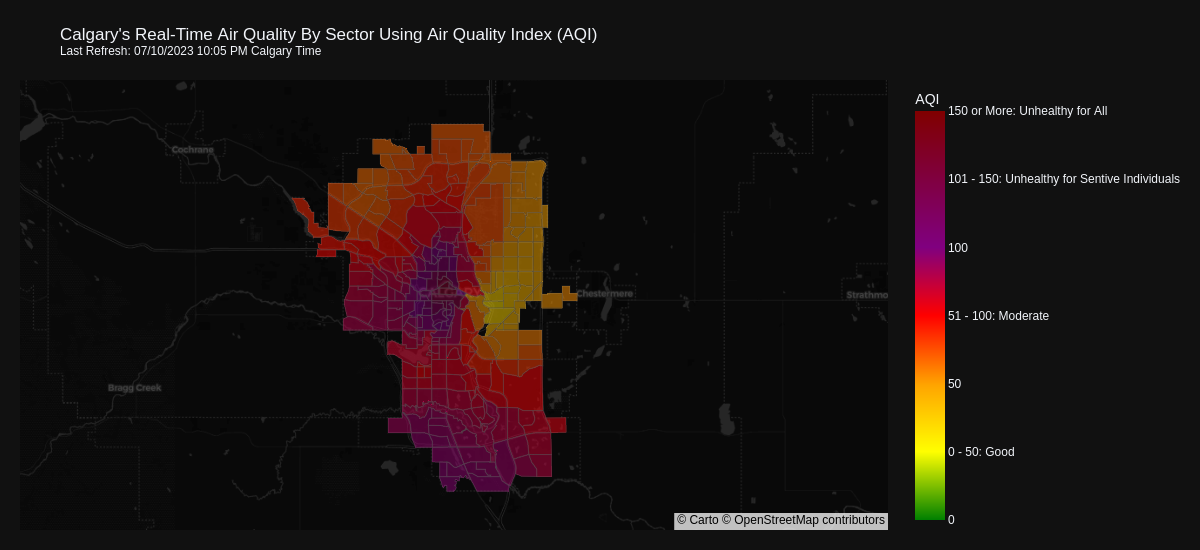 Calgary's Real-Time Air Quality By Sector Using Air Quality Index (AQI)
Last Refresh: 07/10/2023 10:05 PM Calgary Time
AQI
150 or More: Unhealthy for All
Cochrane
101 - 150: Unhealthy for Sentive Individuals
100
Chestermere
Strathmo
51 - 100: Moderate
50
Bragg Creek
0 - 50: Good
0
© Carto © OpenStreetMap contributors